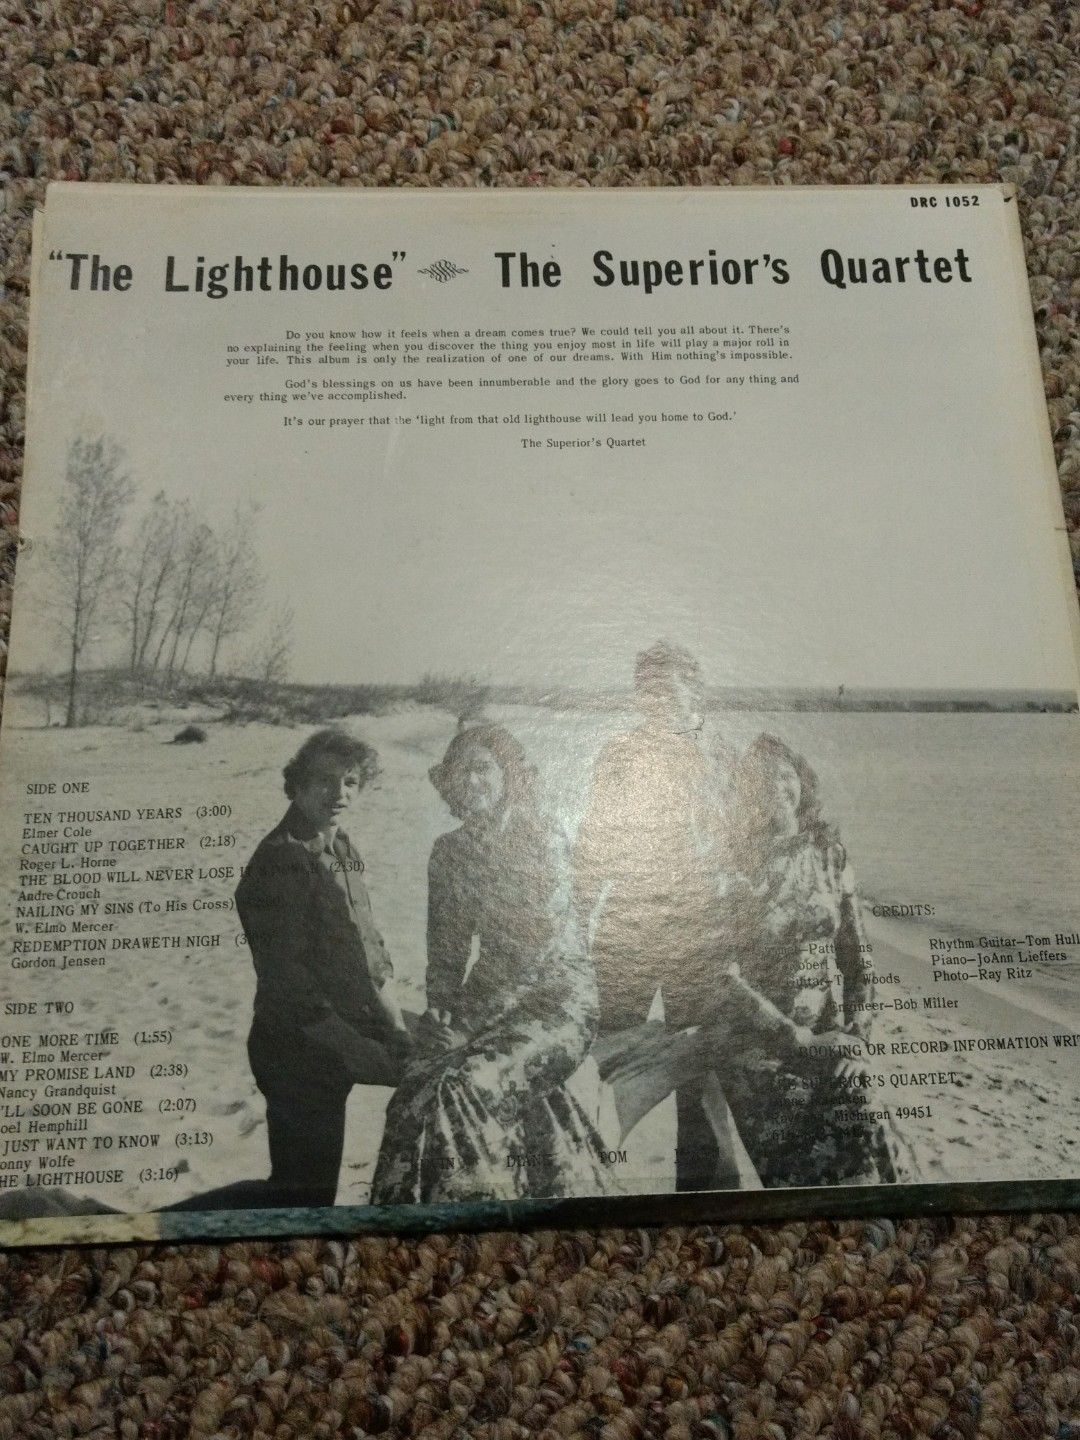 DRC 1052
"The Lighthouse" The Superior's Quartet
Do you know how it feels when a dream comes true? We could tell you all about it. There's
no explaining the feeling when you discover the thing you enjoy most in life will play a major roll in
your life. This album is only the realization of one of our dreams. With Him nothing's impossible.
God's blessings on us have been innumberable and the glory goes to God for any thing and
every thing we've accomplished.
It's our prayer that the 'light from that old lighthouse will lead you home to God.'
The Superior's Quartet
SIDE ONE
TEN THOUSAND YEARS (3:00)
Elmer Cole
CAUGHT UP TOGETHER (2:18)
Roger L. Horne
THE BLOOD WILL NEVER LOSE ITS POWER (2:30)
Andre Crouch
NAILING MY SINS (To His Cross)
W. Elmo Mercer
REDEMPTION DRAWETH NIGH
Gordon Jensen
SIDE TWO
ONE MORE TIME (1:55)
W. Elmo Mercer
MY PROMISE LAND (2:38)
Nancy Grandquist
'LL SOON BE GONE (2:07)
oel Hemphill
JUST WANT TO KNOW (3:13)
onny Wolfe
HE LIGHTHOUSE (3:16)
CREDITS:
Woods
Engineer—Bob Miller
Rhythm Guitar—Tom Hull
Piano—JoAnn Lieffers
Photo—Ray Ritz
BOOKING OR RECORD INFORMATION WRIT
SUPERIOR'S QUARTET
Michigan 49451
TOM